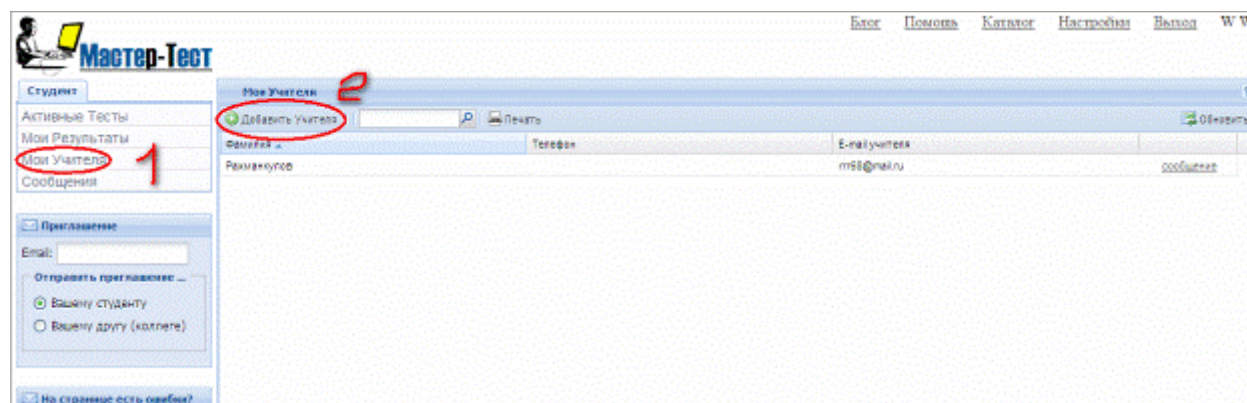 Блог Помощь Каталог Настройки Выход W W
Мастер-Тест
Студент
Мои Учителя
2
Активные Тесты
Добавить Учителя
Печать
Обновить
Мои Результаты
Фамилия
Телефон
E-mail учителя
Мои Учителя
1
Рахманкулов
rrr68@mail.ru
сообщение
Сообщения
Приглашение
Email:
Отправить приглашение ...
Вашему студенту
Вашему другу (коллеге)
На странице есть ошибки?